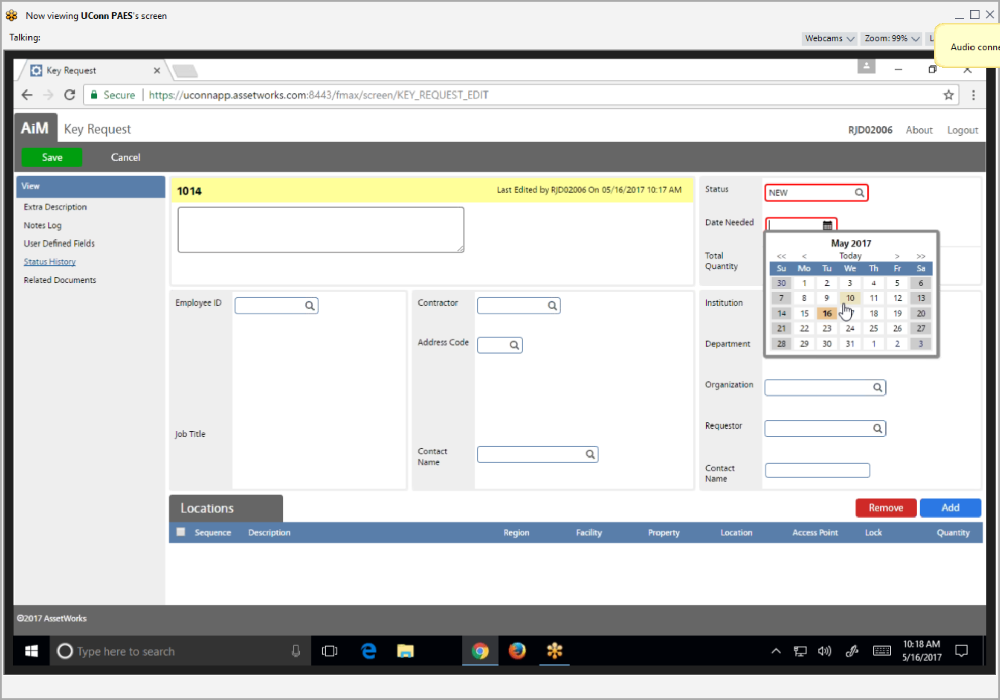 Now viewing UConn PAES's screen
Talking:
Webcams
Zoom: 99%
L
Audio conne
Key Request
Secure
https://uconnapp.assetworks.com:8443/fmax/screen/KEY_REQUEST_EDIT
AiM
Key Request
RJD02006
About
Logout
Save
Cancel
View
Extra Description
Notes Log
User Defined Fields
Status History
Related Documents
1014
Last Edited by RJD02006 On 05/16/2017 10:17 AM
Status
NEW
Date Needed
Total
Quantity
May 2017
<< < Today > >>
Su Mo Tu We Th Fr Sa
30 1 2 3 4 5 6
7 8 9 10 11 12 13
14 15 16 18 19 20
21 22 23 24 25 26 27
28 29 30 31 1 2 3
Employee ID
Job Title
Contractor
Address Code
Contact
Name
Institution
Department
Organization
Requestor
Contact
Name
Locations
Remove
Add
Sequence Description Region Facility Property Location Access Point Lock Quantity
©2017 AssetWorks
Type here to search
10:18 AM
5/16/2017